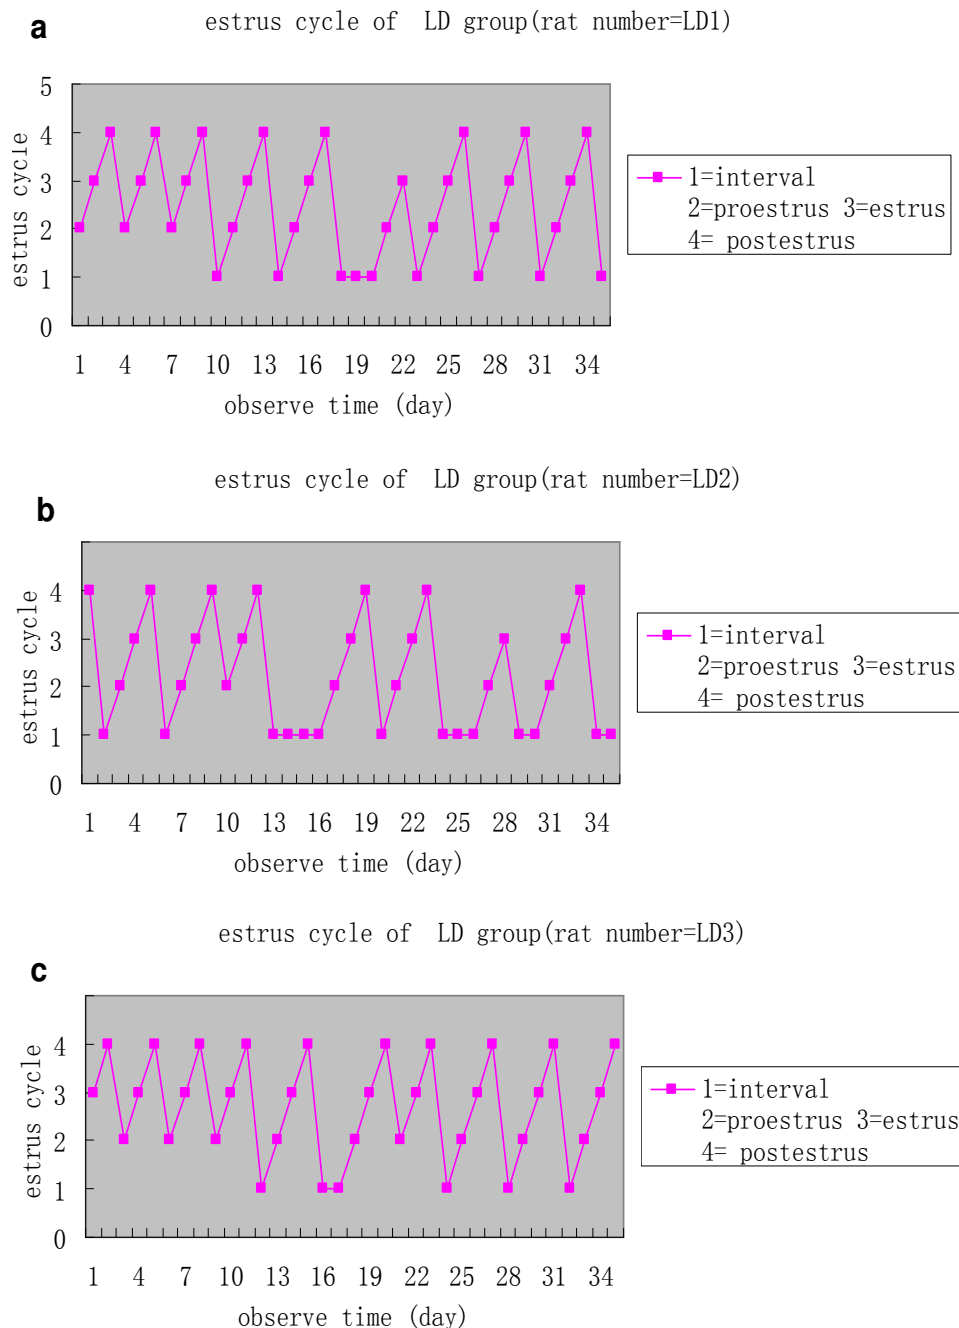 a
estrus cycle of LD group(rat number=LD1)
estrus cycle
5
4
3
2
1
0
1 4 7 10 13 16 19 22 25 28 31 34
observe time (day)
1=interval
2=proestrus 3=estrus
4= postestrus
estrus cycle of LD group(rat number=LD2)
b
estrus cycle
4
3
2
1
0
1 4 7 10 13 16 19 22 25 28 31 34
observe time (day)
1=interval
2=proestrus 3=estrus
4= postestrus
estrus cycle of LD group(rat number=LD3)
c
estrus cycle
4
3
2
1
0
1 4 7 10 13 16 19 22 25 28 31 34
observe time (day)
1=interval
2=proestrus 3=estrus
4= postestrus